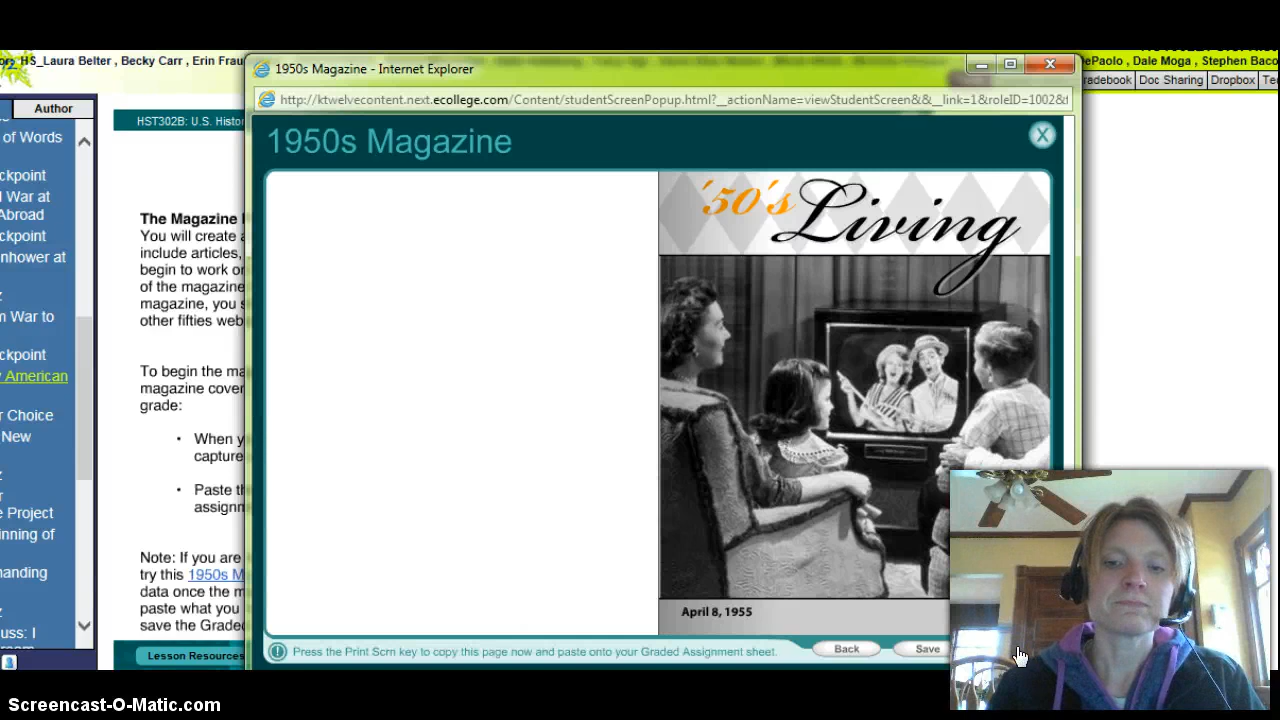 HS_Laura Belter , Becky Carr , Erin Frau
DePaolo , Dale Moga , Stephen Baco
1950s Magazine - Internet Explorer
Author
Doc Sharing
Dropbox
http://ktwelvecontent.next.ecollege.com/Content/studentScreenPopup.html?__actionName=viewStudentScreen&&__link=1&roleID=1002&d
HST302B: U.S. Histo
1950s Magazine
X
of Words
ckpoint
War at
Abroad
ckpoint
nhower at
m War to
ckpoint
American
r Choice
New
e Project
nning of
manding
uss: I
The Magazine
You will create a
include articles,
begin to work or
of the magazine
magazine, you s
other fifties web
To begin the ma
magazine cover
grade:
• When y
capture
• Paste th
assignm
Note: If you are
try this 1950s M
data once the m
paste what you
save the Graded
Lesson Resources
'50's Living
April 8, 1955
Press the Print Scrn key to copy this page now and paste onto your Graded Assignment sheet.
Back
Save
Screencast-O-Matic.com